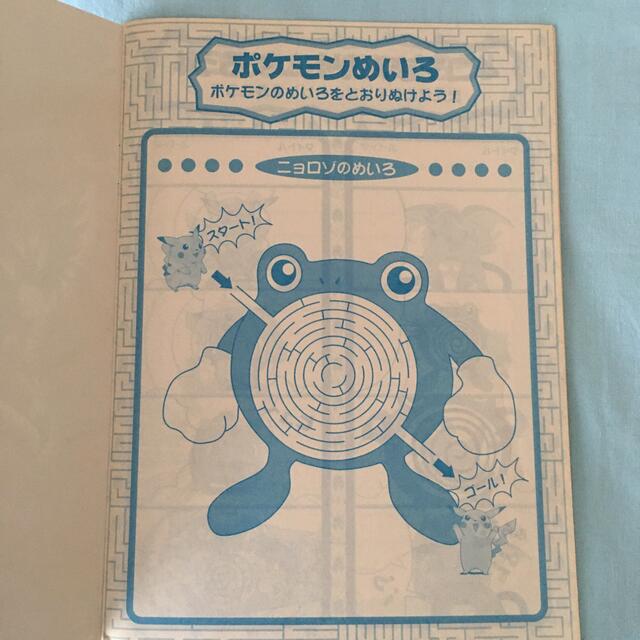 ポケモンめいろ
ポケモンのめいろをとおりぬけよう!
ニョロゾのめいろ
スタート!
ゴール!